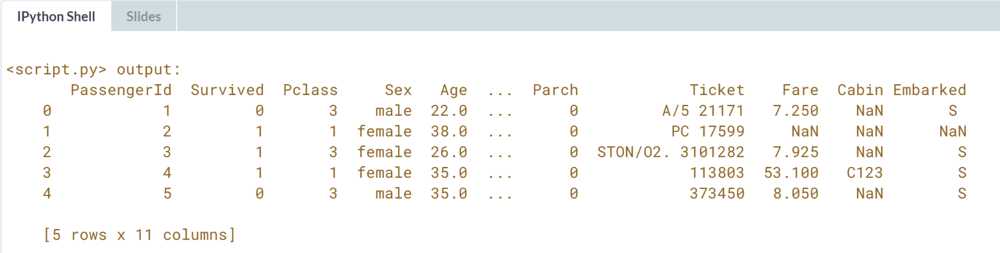 IPython Shell Slides
<script.py> output:
PassengerId Survived Pclass Sex Age ... Parch Ticket Fare Cabin Embarked
0 1 0 3 male 22.0 ... 0 A/5 21171 7.250 NaN S
1 2 1 1 female 38.0 ... 0 PC 17599 NaN NaN NaN
2 3 1 3 female 26.0 ... 0 STON/O2. 3101282 7.925 NaN S
3 4 1 1 female 35.0 ... 0 113803 53.100 C123 S
4 5 0 3 male 35.0 ... 0 373450 8.050 NaN S
[5 rows x 11 columns]